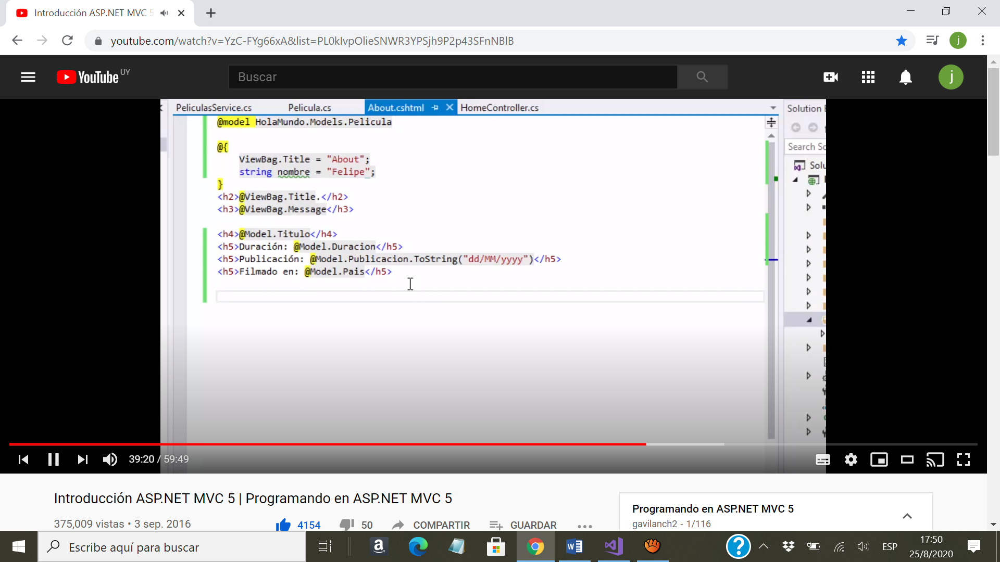 Introducción ASP.NET MVC 5
youtube.com/watch?v=YzC-FYg66xA&list=PL0kIvpOlieSNWR3YPSjh9P2p43SFnNBlB
j
YouTube UY
Buscar
j
PeliculasService.cs Pelicula.cs About.cshtml HomeController.cs
Solution
@model HolaMundo.Models.Pelicula
Search
@{
ViewBag.Title = "About";
string nombre = "Felipe";
}
<h2>@ViewBag.Title.</h2>
<h3>@ViewBag.Message</h3>
<h4>@Model.Titulo</h4>
<h5>Duración: @Model.Duracion</h5>
<h5>Publicación: @Model.Publicacion.ToString("dd/MM/yyyy")</h5>
<h5>Filmado en: @Model.Pais</h5>
39:20 / 59:49
Introducción ASP.NET MVC 5 | Programando en ASP.NET MVC 5
375,009 vistas • 3 sep. 2016
4154 50 COMPARTIR GUARDAR
Programando en ASP.NET MVC 5
gavilanch2 - 1/116
Escribe aquí para buscar
ESP
17:50
25/8/2020